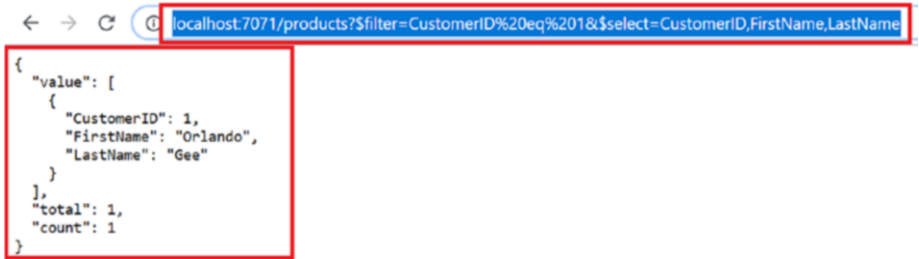 localhost:7071/products?$filter=CustomerID%20eq%201&$select=CustomerID,FirstName,LastName
{
"value": [
{
"CustomerID": 1,
"FirstName": "Orlando",
"LastName": "Gee"
}
],
"total": 1,
"count": 1
}